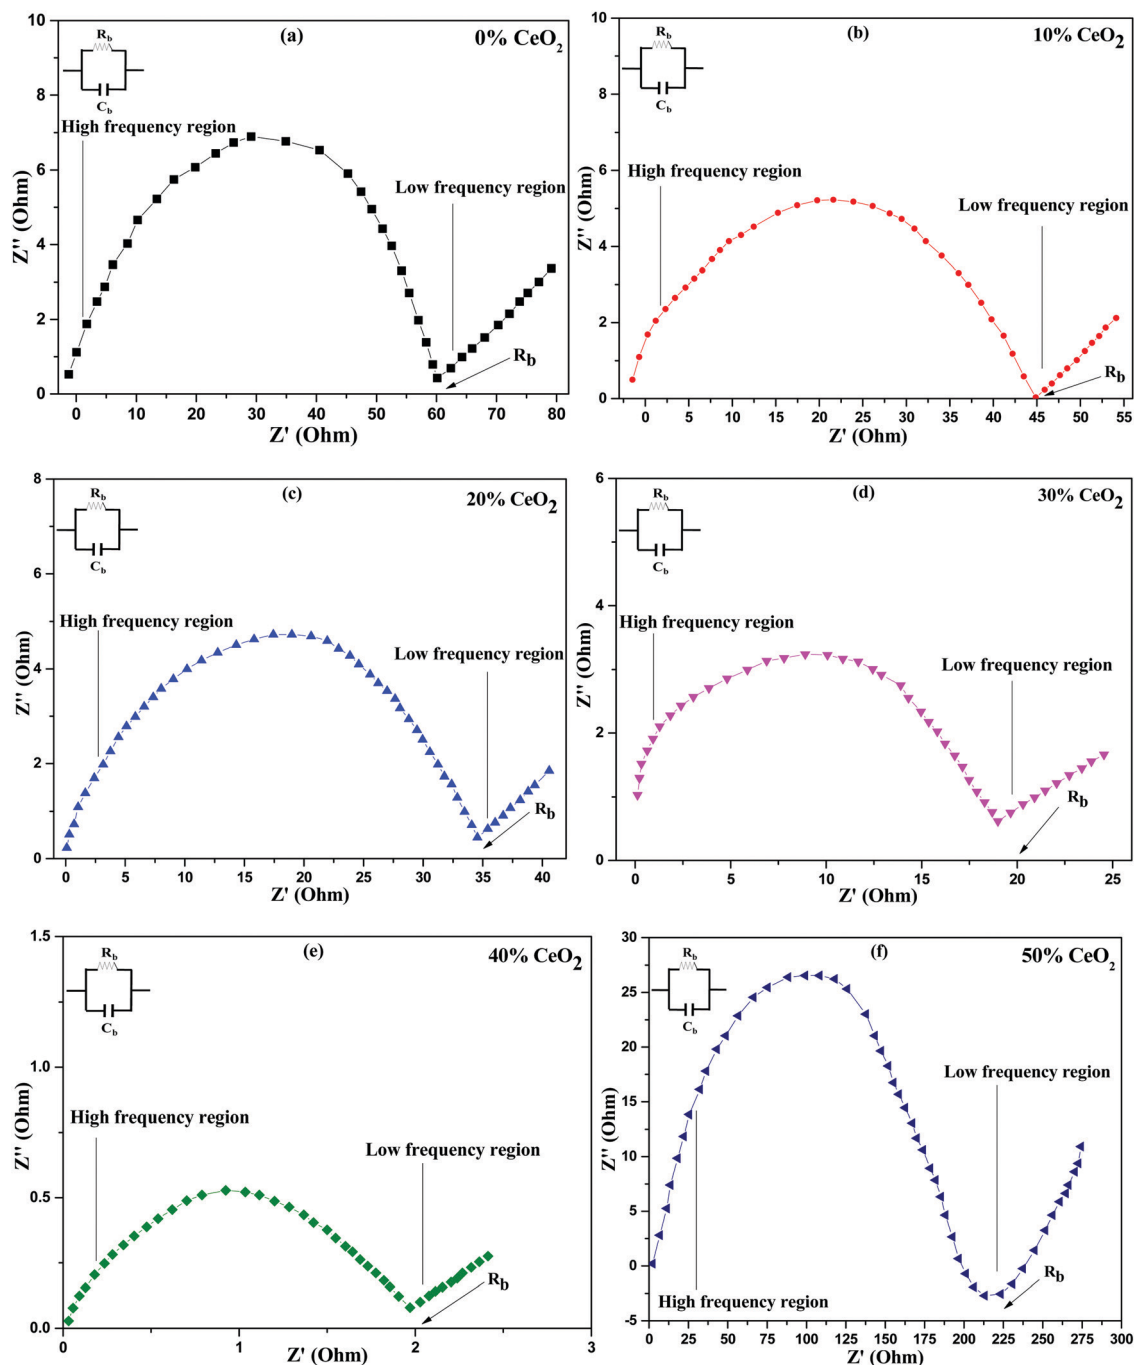 (a)
0% CeO2
Rb
Cb
High frequency region
Low frequency region
Rb
Z'' (Ohm)
10
8
6
4
2
0
0 10 20 30 40 50 60 70 80
Z' (Ohm)
(b)
10% CeO2
Rb
Cb
High frequency region
Low frequency region
Rb
Z'' (Ohm)
10
8
6
4
2
0
0 5 10 15 20 25 30 35 40 45 50 55
Z' (Ohm)
(c)
20% CeO2
Rb
Cb
High frequency region
Low frequency region
Rb
Z'' (Ohm)
8
6
4
2
0
0 5 10 15 20 25 30 35 40
Z' (Ohm)
(d)
30% CeO2
Rb
Cb
High frequency region
Low frequency region
Rb
Z'' (Ohm)
6
4
2
0
0 5 10 15 20 25
Z' (Ohm)
(e)
40% CeO2
Rb
Cb
High frequency region
Low frequency region
Rb
Z'' (Ohm)
1.5
1.0
0.5
0.0
0 1 2 3
Z' (Ohm)
(f)
50% CeO2
Rb
Cb
Low frequency region
High frequency region
Rb
Z'' (Ohm)
30
25
20
15
10
5
0
-5
0 25 50 75 100 125 150 175 200 225 250 275 300
Z' (Ohm)